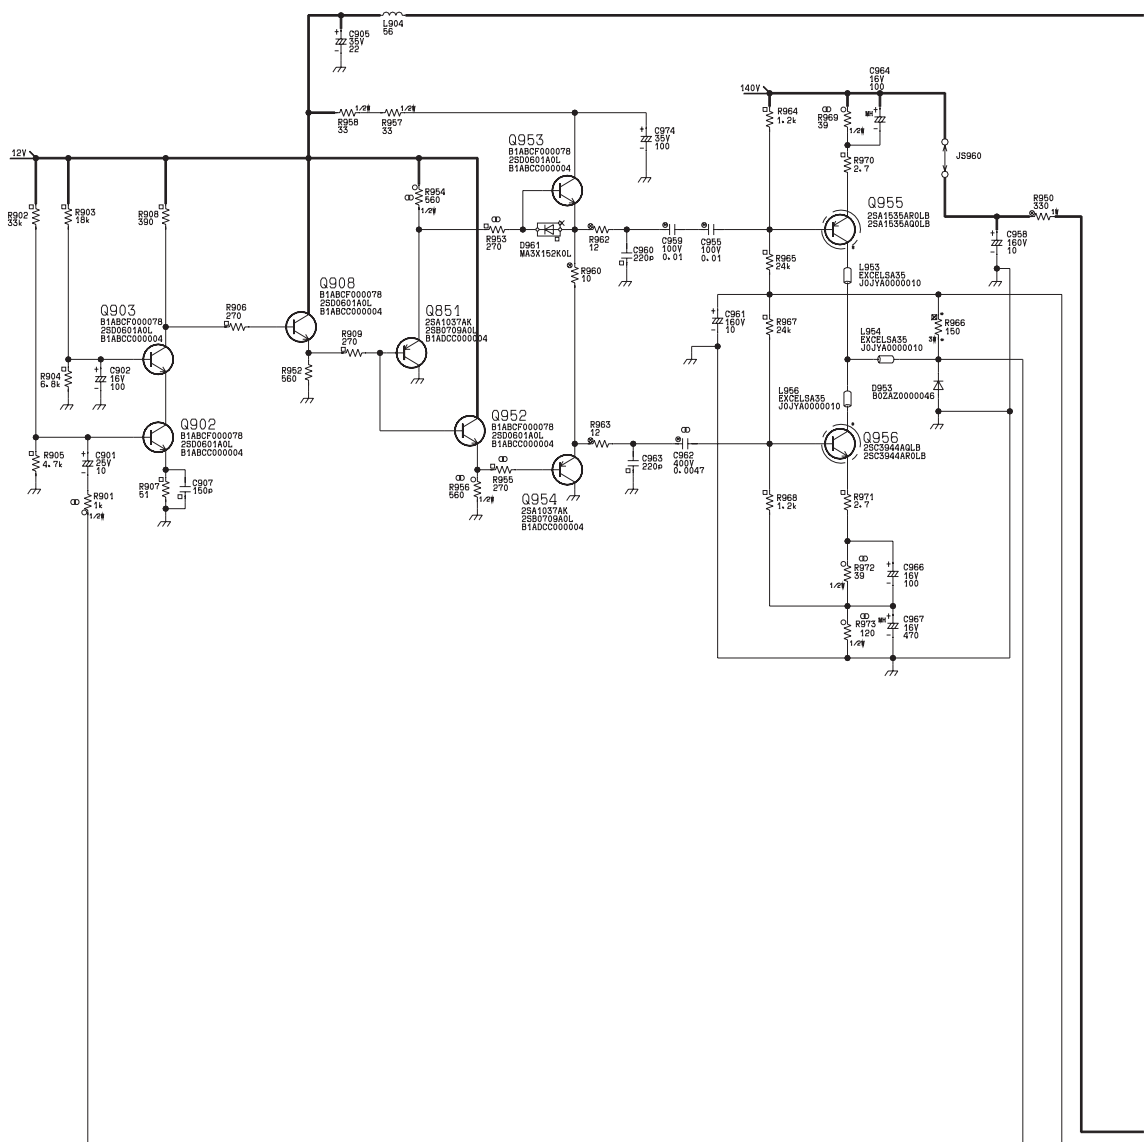 L904
56
C905
35V
22
1/2W
1/2W
R958
33
R957
33
C974
35V
100
140V
R964
1.2k
R969
39
1/2W
C964
16V
100
R970
2.7
JS960
12V
R902
33k
R903
18k
R908
390
R954
560
1/2W
Q953
B1ABCF000078
2SD0601A0L
B1ABCC000004
R953
270
D961
MA3X152K0L
R962
12
R960
10
C960
220p
C959
100V
0.01
C955
100V
0.01
Q955
2SA1535AR0LB
2SA1535AQ0LB
R965
24k
L953
EXCELSA35
J0JYA0000010
C958
160V
10
R950
330
1W
Q903
B1ABCF000078
2SD0601A0L
B1ABCC000004
R906
270
Q908
B1ABCF000078
2SD0601A0L
B1ABCC000004
R909
270
Q851
2SA1037AK
2SB0709A0L
B1ADCC000004
C961
160V
10
R967
24k
L954
EXCELSA35
J0JYA0000010
R966
150
3W
R904
6.8k
C902
16V
100
R952
560
L956
EXCELSA35
J0JYA0000010
D953
B0ZAZ0000046
Q902
B1ABCF000078
2SD0601A0L
B1ABCC000004
Q952
B1ABCF000078
2SD0601A0L
B1ABCC000004
R963
12
C963
220p
C962
400V
0.0047
Q956
2SC3944AQLB
2SC3944AR0LB
R905
4.7k
C901
25V
10
R901
1k
1/2W
R907
51
C907
150p
R956
560
1/2W
R955
270
Q954
2SA1037AK
2SB0709A0L
B1ADCC000004
R968
1.2k
R971
2.7
R972
39
1/2W
C966
16V
100
R973
120
1/2W
C967
16V
470